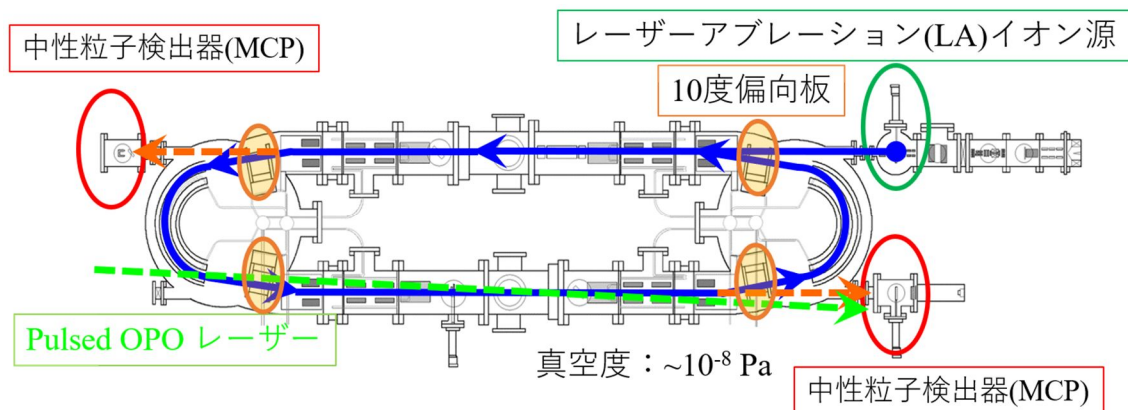 レーザーアブレーション(LA)イオン源
中性粒子検出器(MCP)
10度偏向板
Pulsed OPO レーザー
真空度：~10⁻⁸ Pa
中性粒子検出器(MCP)